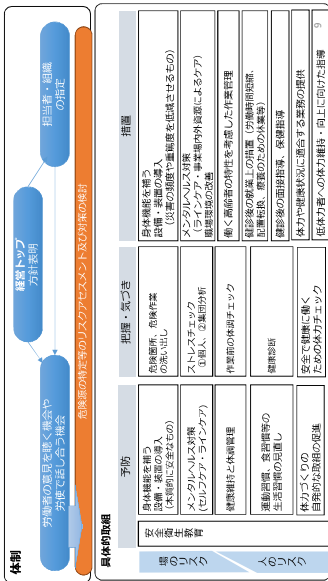 体制
経営トップ
方針表明
労働者の意見を聴く機会や
労使で話し合う機会
担当者・組織
の指定
危険源の特定等のリスクアセスメント及び対策の検討
具体的取組
予防
把握・気づき
措置
安全衛生教育
場のリスク
人のリスク
身体機能を補う
設備・装置の導入
(本質的に安全なもの)
メンタルヘルス対策
(セルフケア・ラインケア)
健康維持と体調管理
運動習慣、食習慣等の
生活習慣の見直し
体力づくりの
自発的な取組の促進
危険箇所、危険作業
の洗い出し
ストレスチェック
①個人、②集団分析
作業前の体調チェック
健康診断
安全で健康に働く
ための体力チェック
身体機能を補う
設備・装置の導入
(災害の頻度や重篤度を低減させるもの)
メンタルヘルス対策
(ラインケア・事業場内外資源によるケア)
職場環境の改善
働く高齢者の特性を考慮した作業管理
健診後の就業上の措置(労働時間短縮、
配置転換、療養のための休業等)
健診後の面接指導、保健指導
体力や健康状況に適合する業務の提供
低体力者への体力維持・向上に向けた指導
9